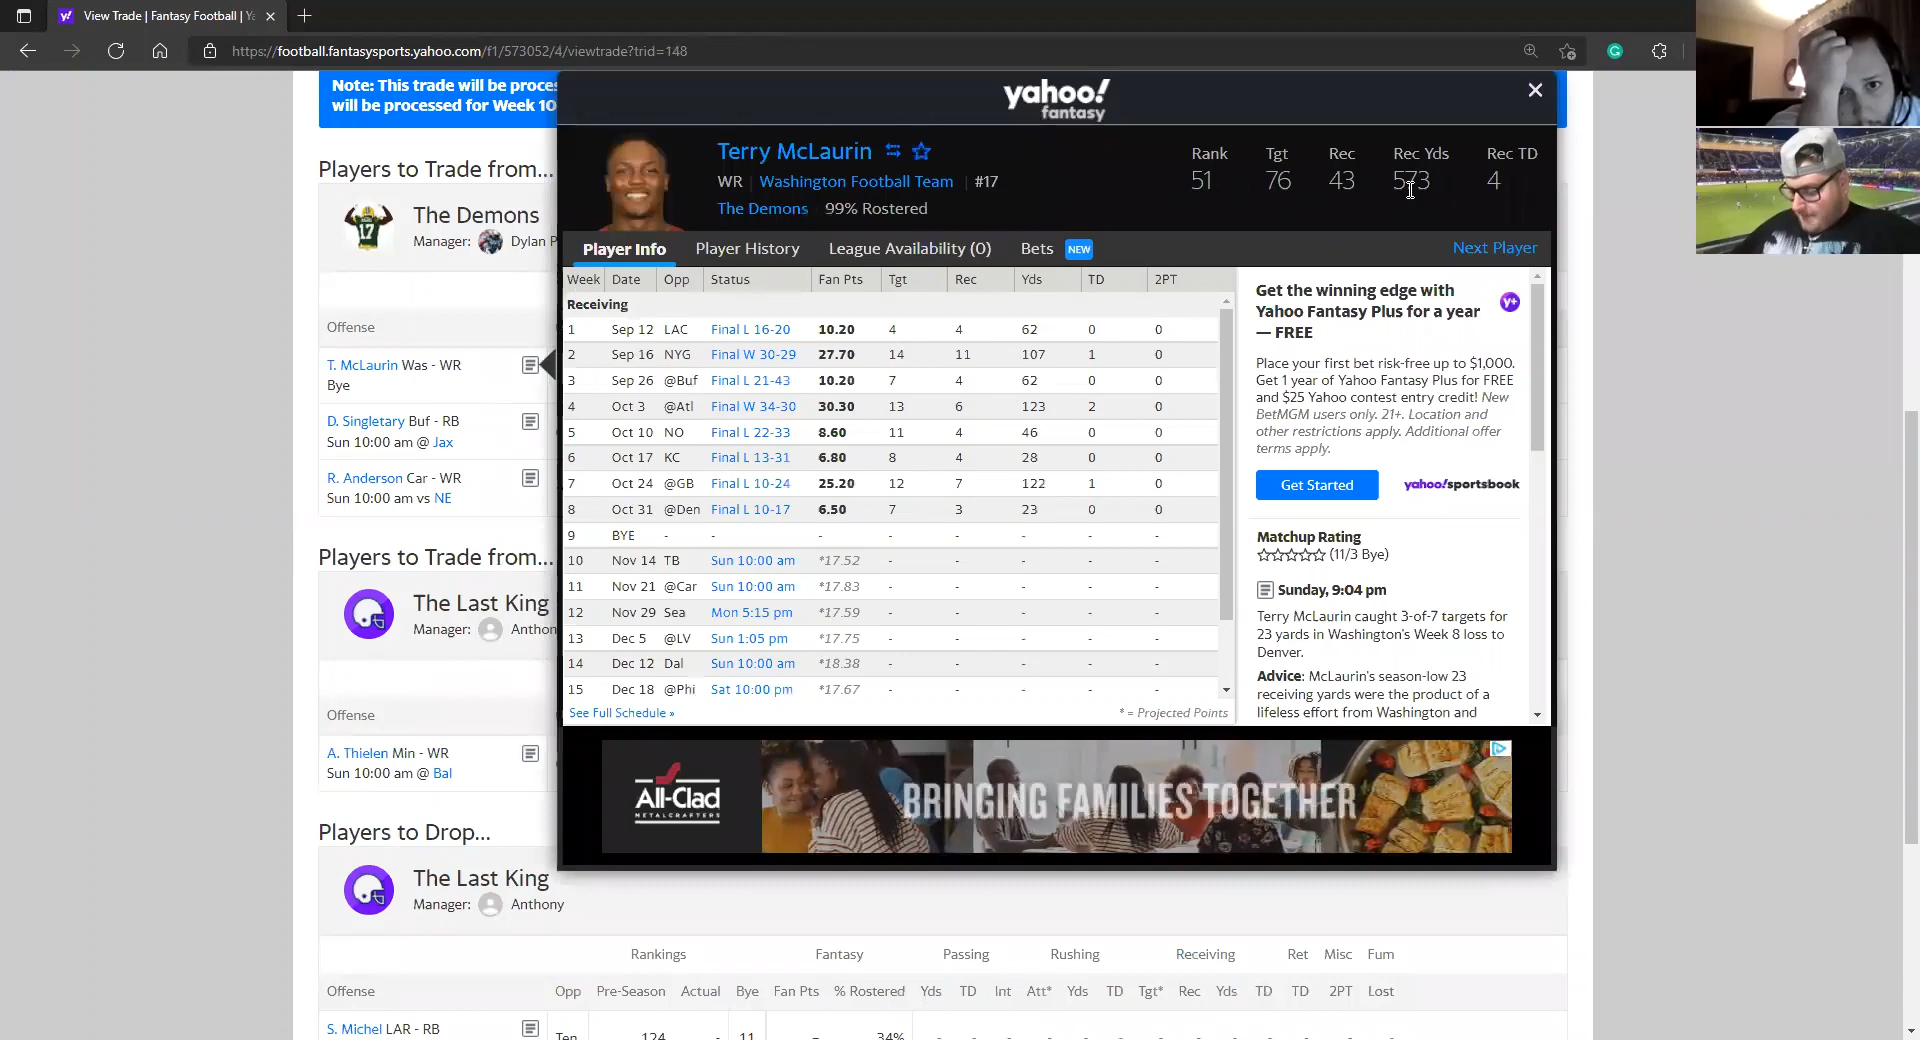 View Trade | Fantasy Football | Ya
https://football.fantasysports.yahoo.com/f1/573052/4/viewtrade?trid=148
Note: This trade will be proce
will be processed for Week 10
yahoo!
fantasy
Terry McLaurin
WR | Washington Football Team | #17
The Demons 99% Rostered
Rank Tgt Rec Rec Yds Rec TD
51 76 43 573 4
Player Info Player History League Availability (0) Bets NEW Next Player
Week Date Opp Status Fan Pts Tgt Rec Yds TD 2PT
Receiving
1 Sep 12 LAC Final L 16-20 10.20 4 4 62 0 0
2 Sep 16 NYG Final W 30-29 27.70 14 11 107 1 0
3 Sep 26 @Buf Final L 21-43 10.20 7 4 62 0 0
4 Oct 3 @Atl Final W 34-30 30.30 13 6 123 2 0
5 Oct 10 NO Final L 22-33 8.60 11 4 46 0 0
6 Oct 17 KC Final L 13-31 6.80 8 4 28 0 0
7 Oct 24 @GB Final L 10-24 25.20 12 7 122 1 0
8 Oct 31 @Den Final L 10-17 6.50 7 3 23 0 0
9 BYE - - - - - - - -
10 Nov 14 TB Sun 10:00 am *17.52 - - - - -
11 Nov 21 @Car Sun 10:00 am *17.83 - - - - -
12 Nov 29 Sea Mon 5:15 pm *17.59 - - - - -
13 Dec 5 @LV Sun 1:05 pm *17.75 - - - - -
14 Dec 12 Dal Sun 10:00 am *18.38 - - - - -
15 Dec 18 @Phi Sat 10:00 pm *17.67 - - - - -
See Full Schedule » * = Projected Points
Get the winning edge with
Yahoo Fantasy Plus for a year
— FREE
y+
Place your first bet risk-free up to $1,000.
Get 1 year of Yahoo Fantasy Plus for FREE
and $25 Yahoo contest entry credit! New
BetMGM users only. 21+. Location and
other restrictions apply. Additional offer
terms apply.
Get Started yahoo!sportsbook
Matchup Rating
(11/3 Bye)
Sunday, 9:04 pm
Terry McLaurin caught 3-of-7 targets for
23 yards in Washington's Week 8 loss to
Denver.
Advice: McLaurin's season-low 23
receiving yards were the product of a
lifeless effort from Washington and
All-Clad
METALCRAFTERS
BRINGING FAMILIES TOGETHER
Players to Trade from...
17
The Demons
Manager: Dylan P
Offense
T. McLaurin Was - WR
Bye
D. Singletary Buf - RB
Sun 10:00 am @ Jax
R. Anderson Car - WR
Sun 10:00 am vs NE
Players to Trade from...
The Last King
Manager: Anthon
Offense
A. Thielen Min - WR
Sun 10:00 am @ Bal
Players to Drop...
The Last King
Manager: Anthony
Rankings Fantasy Passing Rushing Receiving Ret Misc Fum
Offense Opp Pre-Season Actual Bye Fan Pts % Rostered Yds TD Int Att* Yds TD Tgt* Rec Yds TD TD 2PT Lost
S. Michel LAR - RB
Ten 124 - 11 - 34% - - - - - - - - - - - - -